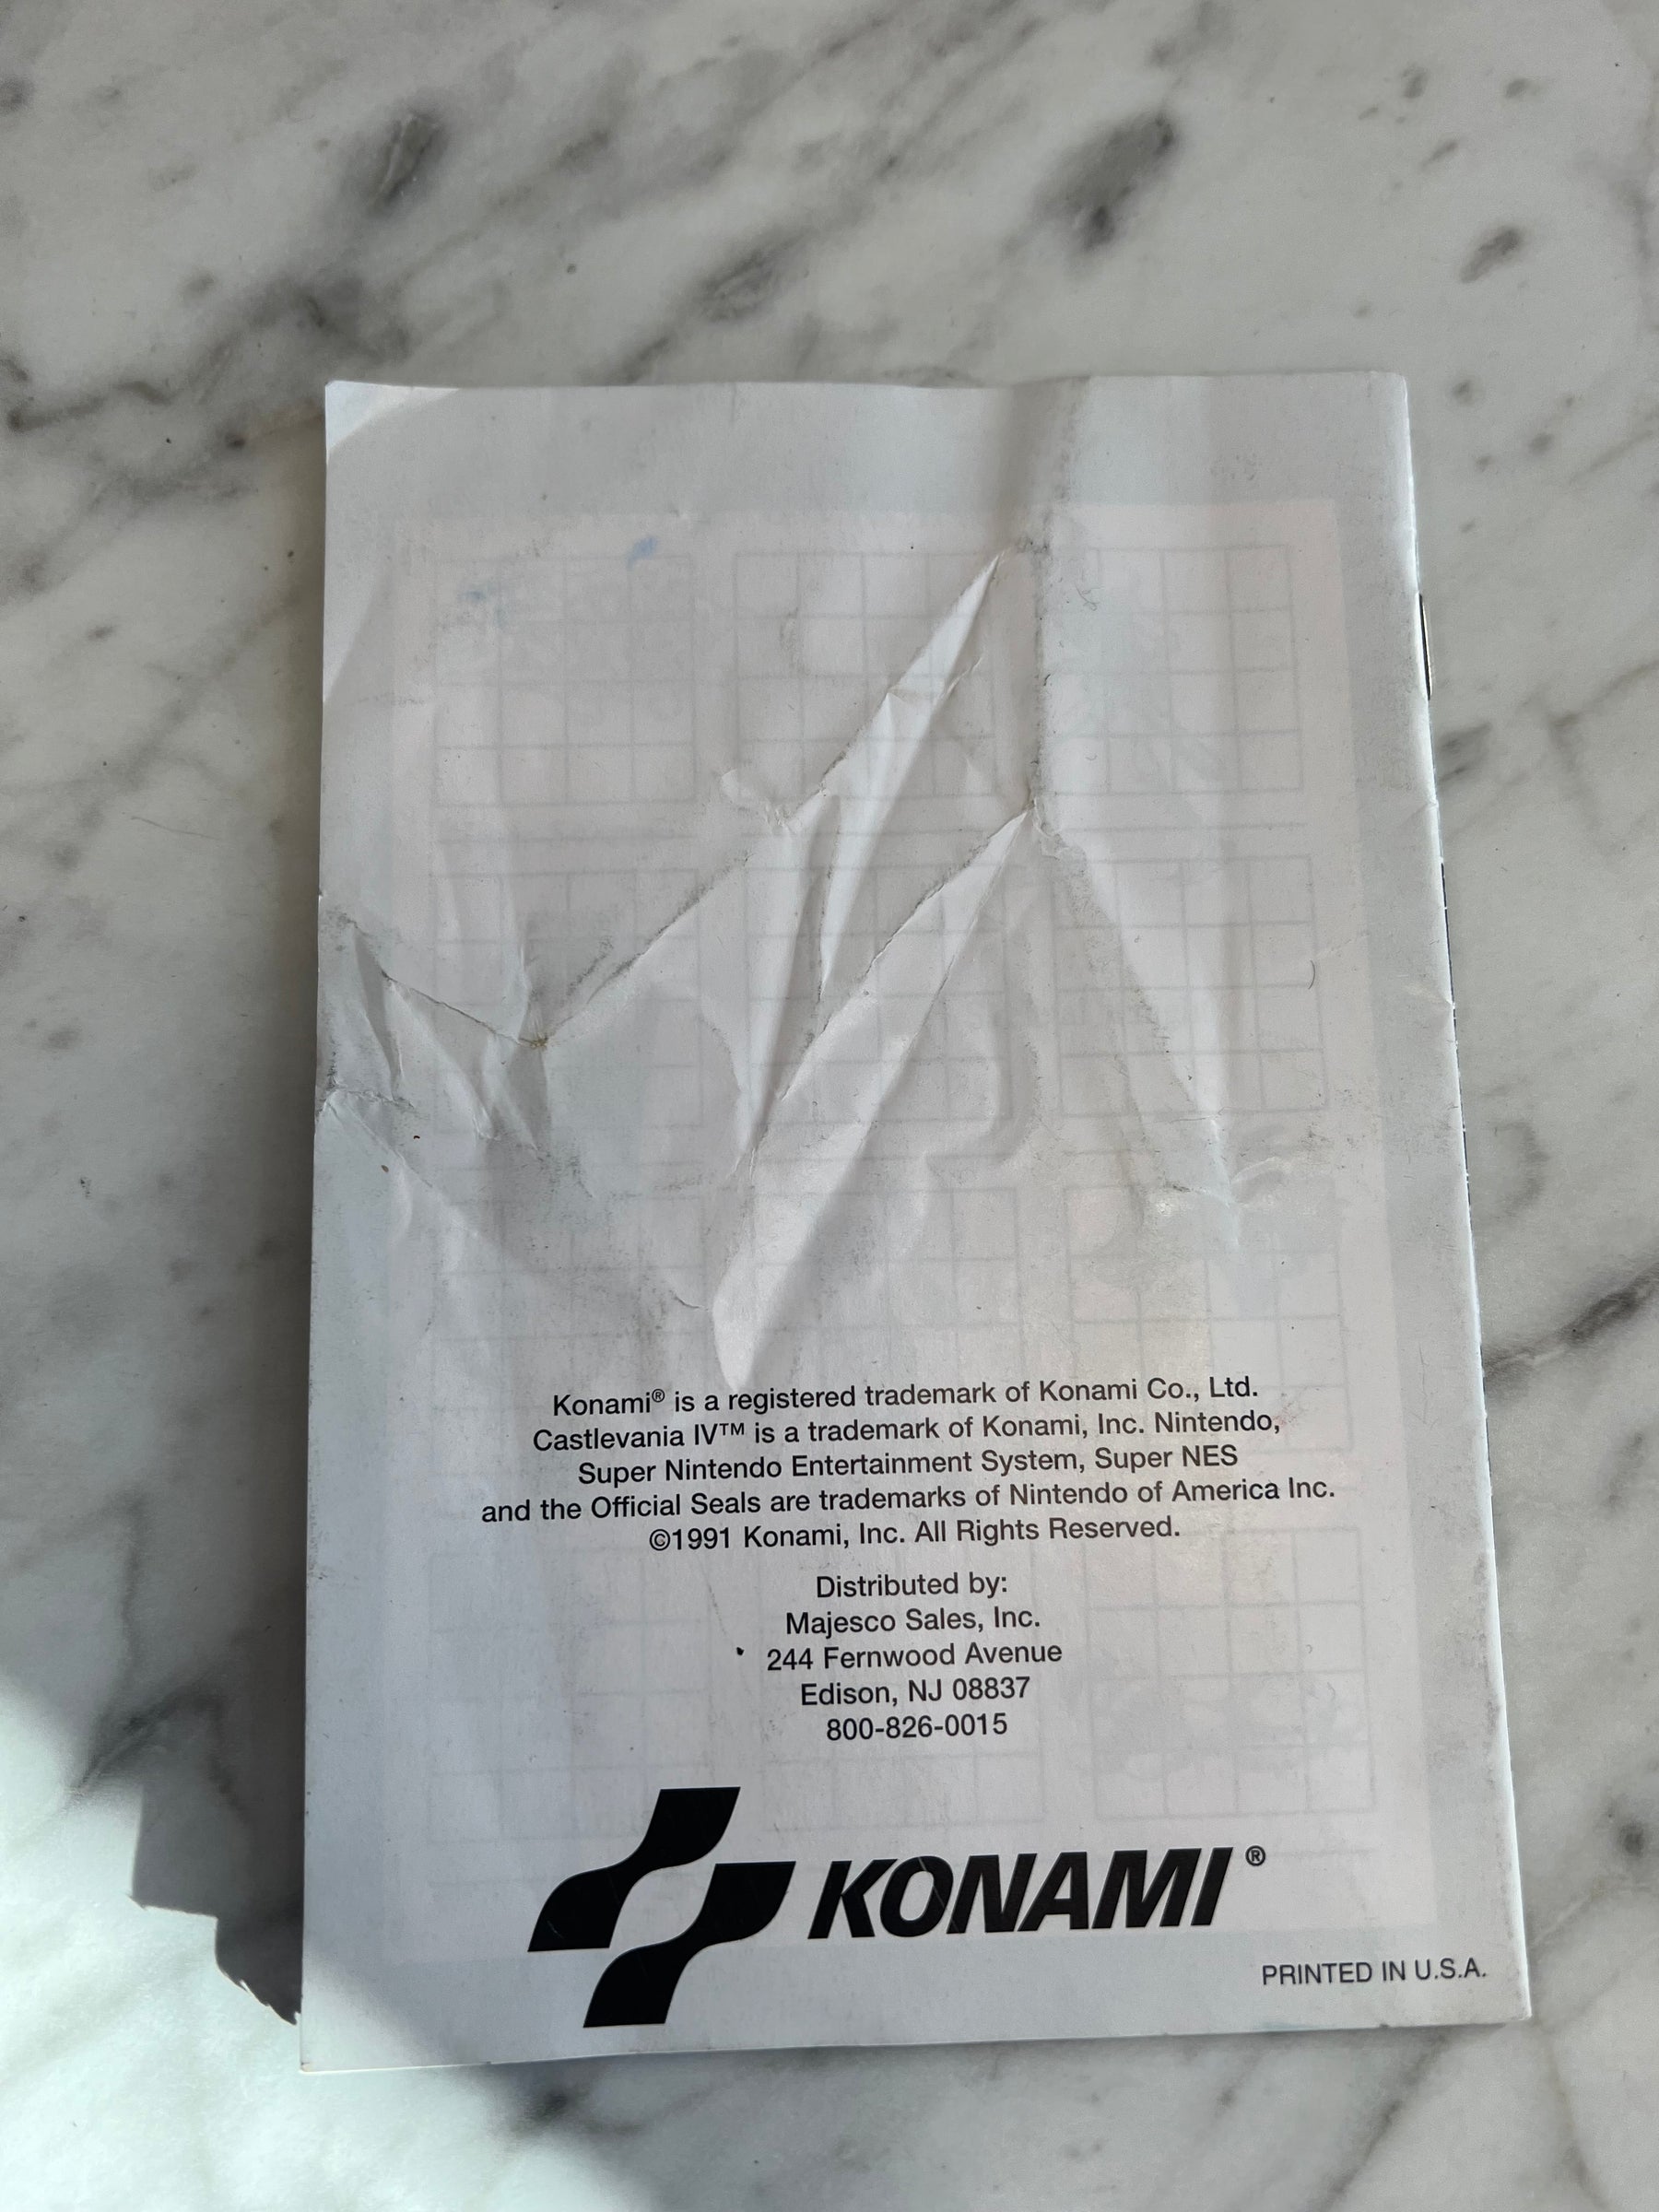 Konami® is a registered trademark of Konami Co., Ltd.
Castlevania IV™ is a trademark of Konami, Inc. Nintendo,
Super Nintendo Entertainment System, Super NES
and the Official Seals are trademarks of Nintendo of America Inc.
©1991 Konami, Inc. All Rights Reserved.
Distributed by:
Majesco Sales, Inc.
244 Fernwood Avenue
Edison, NJ 08837
800-826-0015
KONAMI®
PRINTED IN U.S.A.